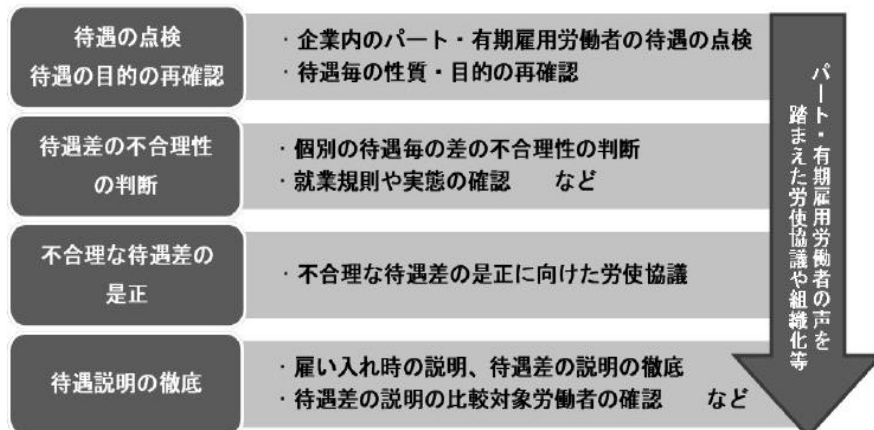 待遇の点検
待遇の目的の再確認
・企業内のパート・有期雇用労働者の待遇の点検
・待遇毎の性質・目的の再確認
待遇差の不合理性
の判断
・個別の待遇毎の差の不合理性の判断
・就業規則や実態の確認　　など
不合理な待遇差の
是正
・不合理な待遇差の是正に向けた労使協議
待遇説明の徹底
・雇い入れ時の説明、待遇差の説明の徹底
・待遇差の説明の比較対象労働者の確認　　など
パート・有期雇用労働者の声を
踏まえた労使協議や組織化等